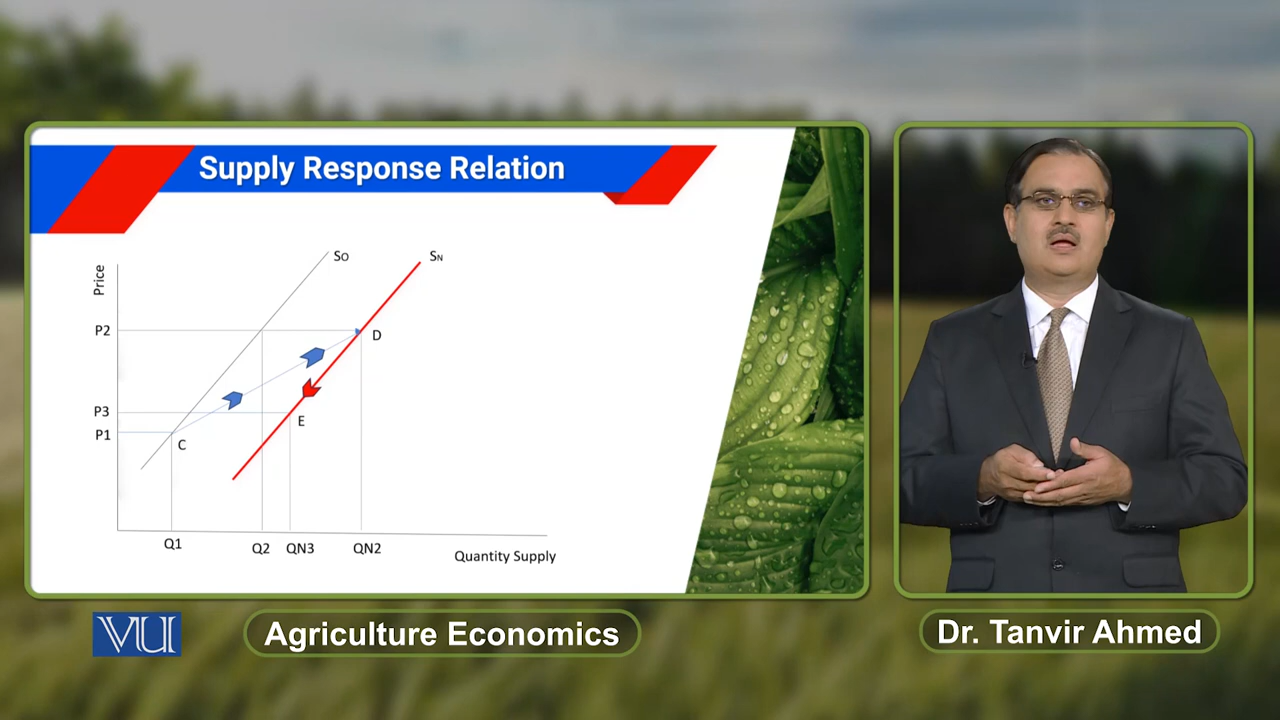 Supply Response Relation
Price
SO
SN
P2
D
P3
E
P1
C
Q1
Q2
QN3
QN2
Quantity Supply
VU
Agriculture Economics
Dr. Tanvir Ahmed